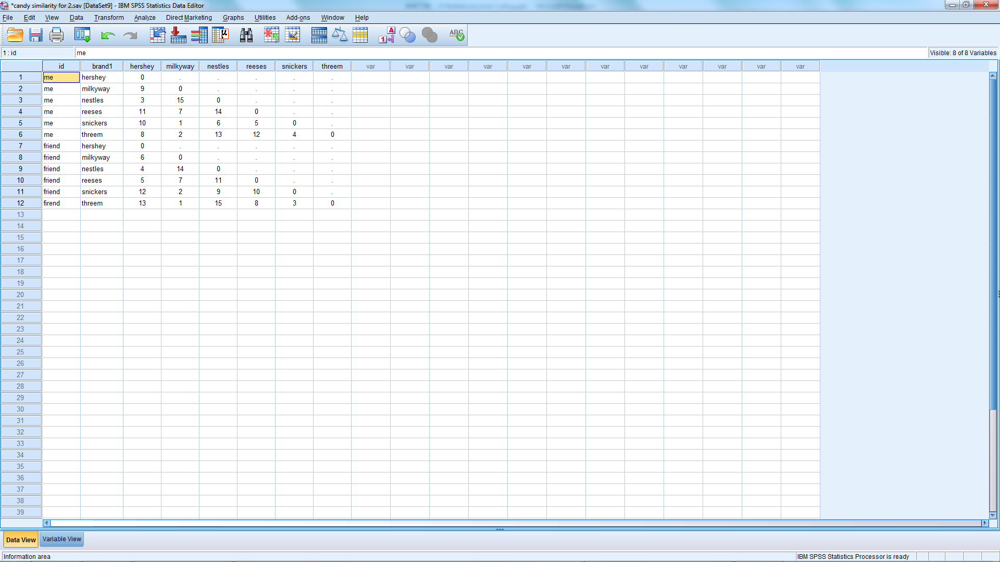 *candy similarity for 2.sav [DataSet9] - IBM SPSS Statistics Data Editor
File Edit View Data Transform Analyze Direct Marketing Graphs Utilities Add-ons Window Help
1 : id me Visible: 8 of 8 Variables
id brand1 hershey milkyway nestles reeses snickers threem var var var var var var var var var var var var
1 me hershey 0 . . . . .
2 me milkyway 9 0 . . . .
3 me nestles 3 15 0 . . .
4 me reeses 11 7 14 0 . .
5 me snickers 10 1 6 5 0 .
6 me threem 8 2 13 12 4 0
7 friend hershey 0 . . . . .
8 friend milkyway 6 0 . . . .
9 friend nestles 4 14 0 . . .
10 friend reeses 5 7 11 0 . .
11 friend snickers 12 2 9 10 0 .
12 firend threem 13 1 15 8 3 0
13
14
15
16
17
18
19
20
21
22
23
24
25
26
27
28
29
30
31
32
33
34
35
36
37
38
39
Data View Variable View
Information area IBM SPSS Statistics Processor is ready